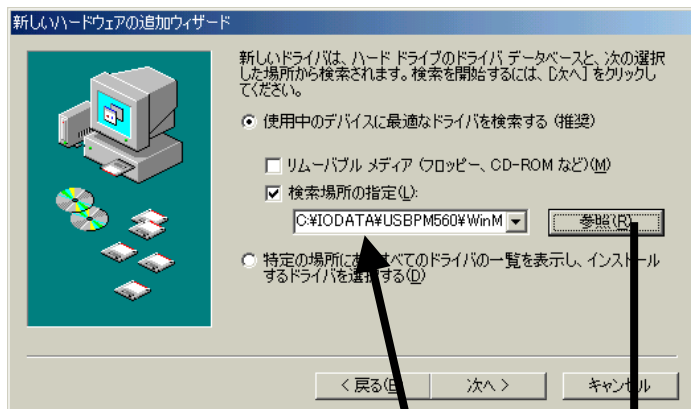 新しいハードウェアの追加ウィザード
新しいドライバは、ハード ドライブのドライバ データベースと、次の選択
した場所から検索されます。検索を開始するには、[次へ] をクリックし
てください。
使用中のデバイスに最適なドライバを検索する (推奨)
リムーバブル メディア (フロッピー、CD-ROM など)(M)
検索場所の指定(L):
C:¥IODATA¥USBPM560¥WinM
参照(R)
特定の場所にあるすべてのドライバの一覧を表示し、インストール
するドライバを選択する(D)
< 戻る(B)
次へ >
キャンセル